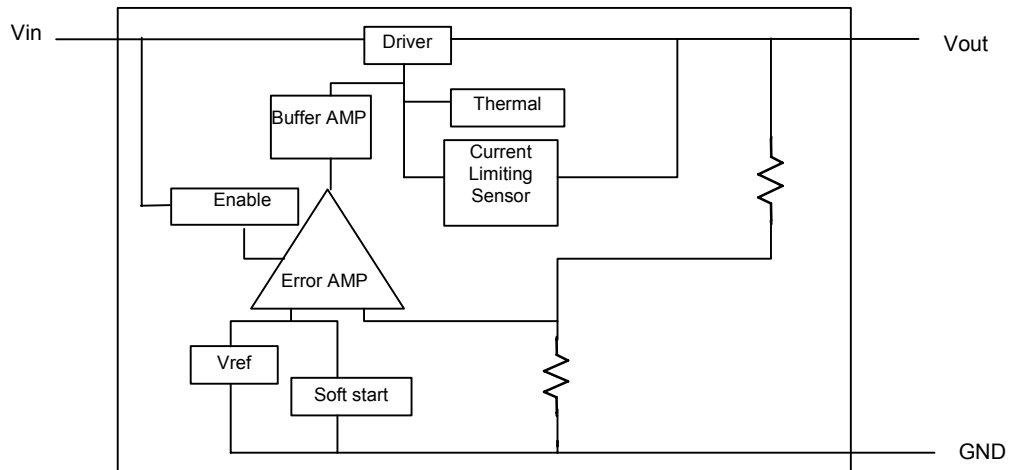 Vin
Driver
Vout
Buffer AMP
Thermal
Current
Limiting
Sensor
Enable
Error AMP
Vref
Soft start
GND